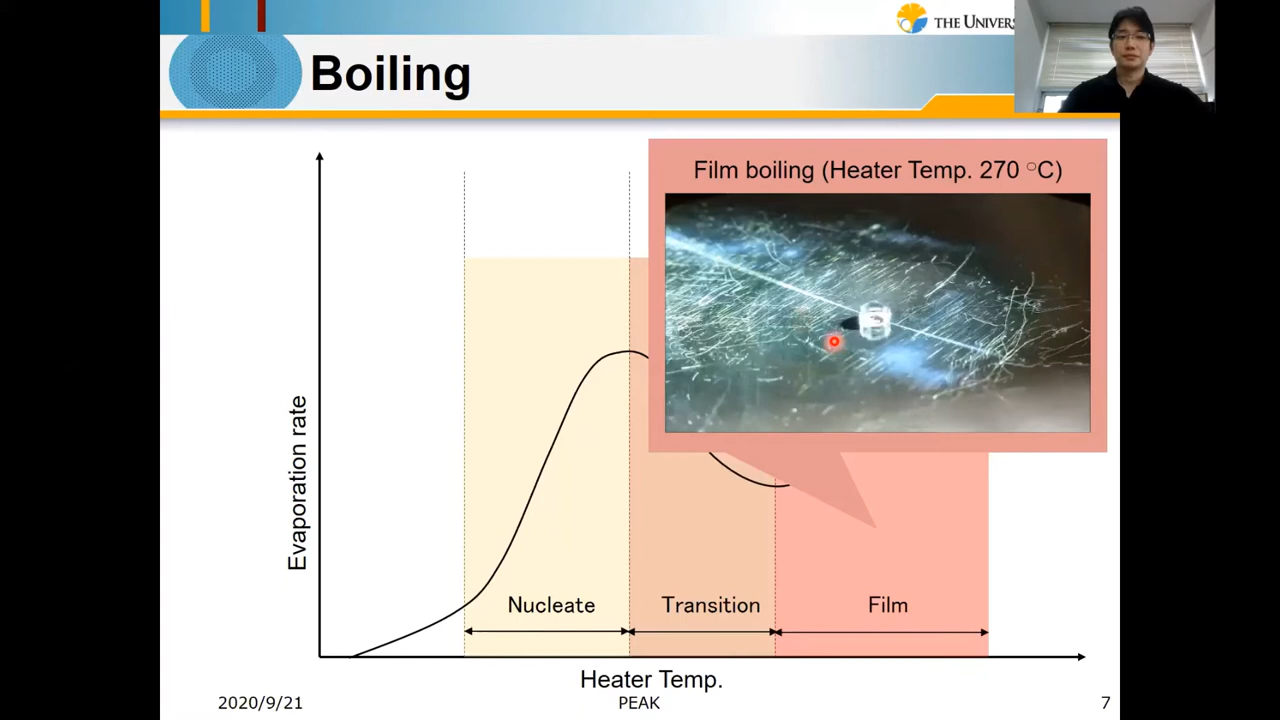 THE UNIVERS
Boiling
Film boiling (Heater Temp. 270 ○C)
Evaporation rate
Nucleate
Transition
Film
Heater Temp.
2020/9/21
PEAK
7